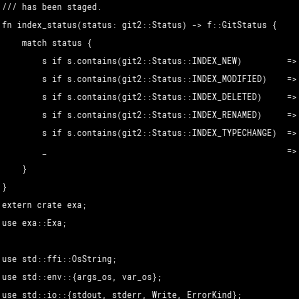 /// has been staged.
fn index_status(status: git2::Status) -> f::GitStatus {
    match status {
        s if s.contains(git2::Status::INDEX_NEW)         =>
        s if s.contains(git2::Status::INDEX_MODIFIED)    =>
        s if s.contains(git2::Status::INDEX_DELETED)     =>
        s if s.contains(git2::Status::INDEX_RENAMED)     =>
        s if s.contains(git2::Status::INDEX_TYPECHANGE)  =>
        _                                                =>
    }
}
extern crate exa;
use exa::Exa;

use std::ffi::OsString;
use std::env::{args_os, var_os};
use std::io::{stdout, stderr, Write, ErrorKind};